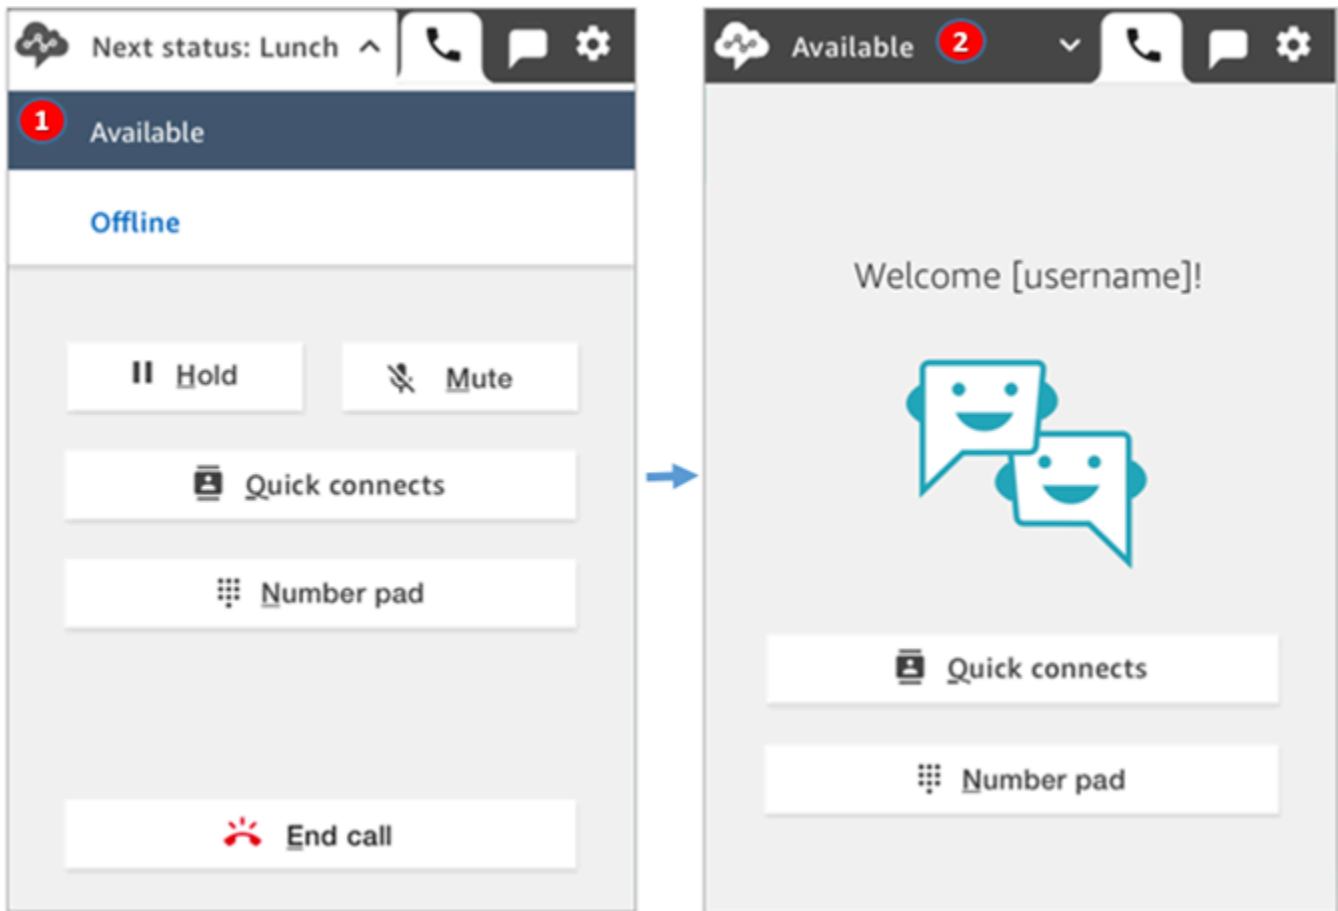 Next status: Lunch
1
Available
Offline
Hold
Mute
Quick connects
Number pad
End call
Available
2
Welcome [username]!
Quick connects
Number pad